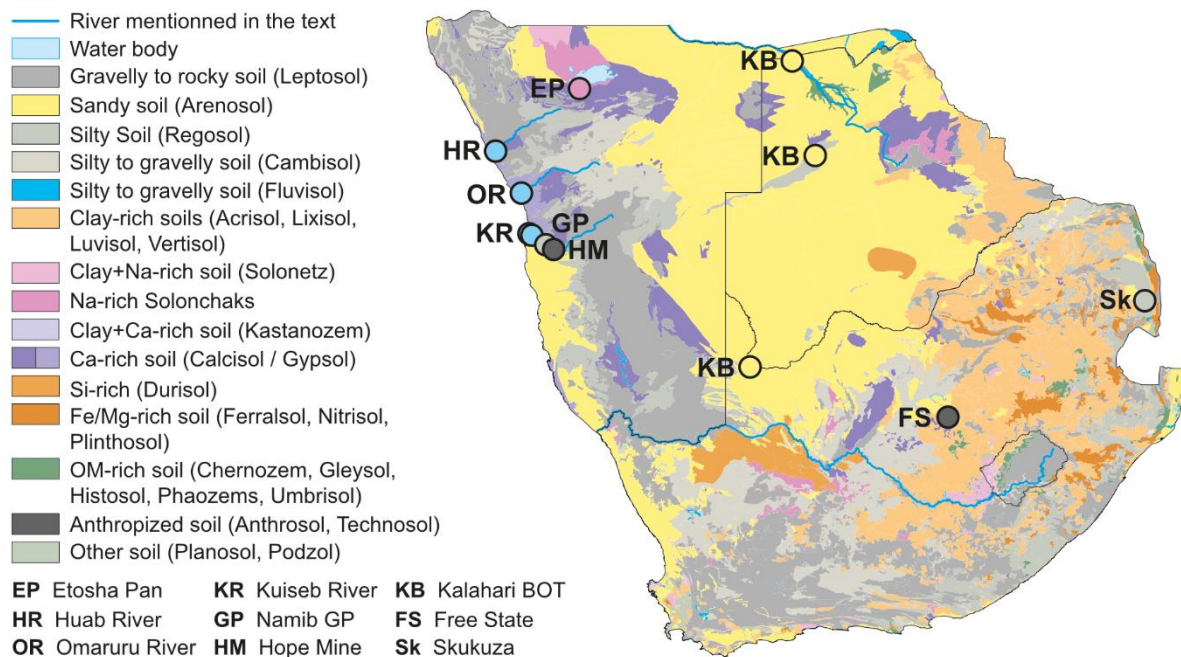 River mentionned in the text
Water body
Gravelly to rocky soil (Leptosol)
Sandy soil (Arenosol)
Silty Soil (Regosol)
Silty to gravelly soil (Cambisol)
Silty to gravelly soil (Fluvisol)
Clay-rich soils (Acrisol, Lixisol,
Luvisol, Vertisol)
Clay+Na-rich soil (Solonetz)
Na-rich Solonchaks
Clay+Ca-rich soil (Kastanozem)
Ca-rich soil (Calcisol / Gypsol)
Si-rich (Durisol)
Fe/Mg-rich soil (Ferralsol, Nitrisol,
Plinthosol)
OM-rich soil (Chernozem, Gleysol,
Histosol, Phaozems, Umbrisol)
Anthropized soil (Anthrosol, Technosol)
Other soil (Planosol, Podzol)
EP Etosha Pan KR Kuiseb River KB Kalahari BOT
HR Huab River GP Namib GP FS Free State
OR Omaruru River HM Hope Mine Sk Skukuza
KB
EP
HR
KB
OR
GP
KR
HM
Sk
KB
FS